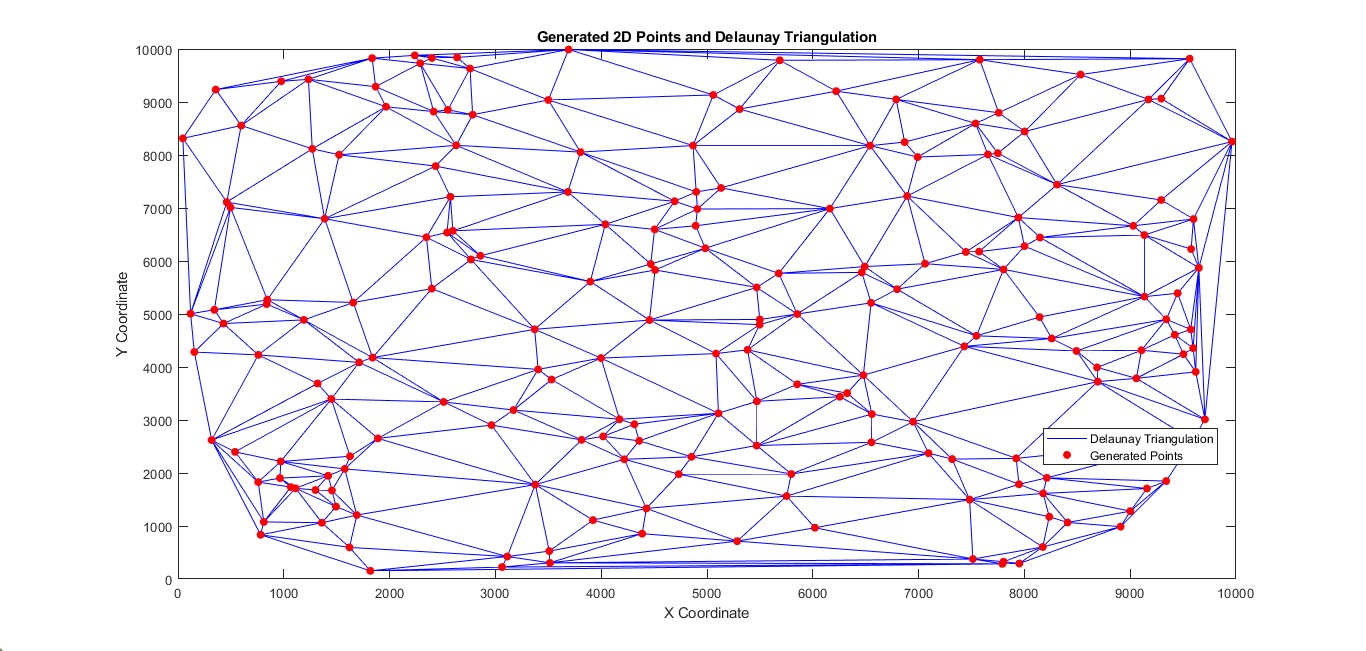 Generated 2D Points and Delaunay Triangulation
10000
9000
8000
7000
6000
5000
4000
3000
2000
1000
0
Y Coordinate
Delaunay Triangulation
Generated Points
0 1000 2000 3000 4000 5000 6000 7000 8000 9000 10000
X Coordinate